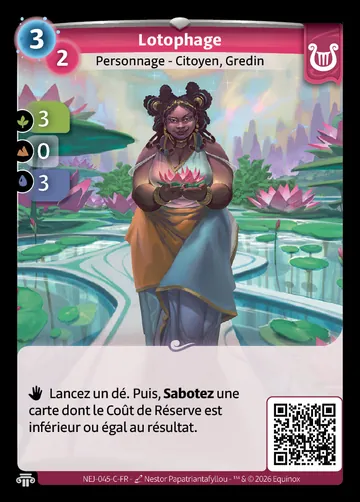 3
Lotophage
2
Personnage - Citoyen, Gredin
3
0
3
Lancez un dé. Puis, Sabotez une
carte dont le Coût de Réserve est
inférieur ou égal au résultat.
NEJ-045-C-FR - Nestor Papatriantafyllou - ™ & © 2026 Equinox